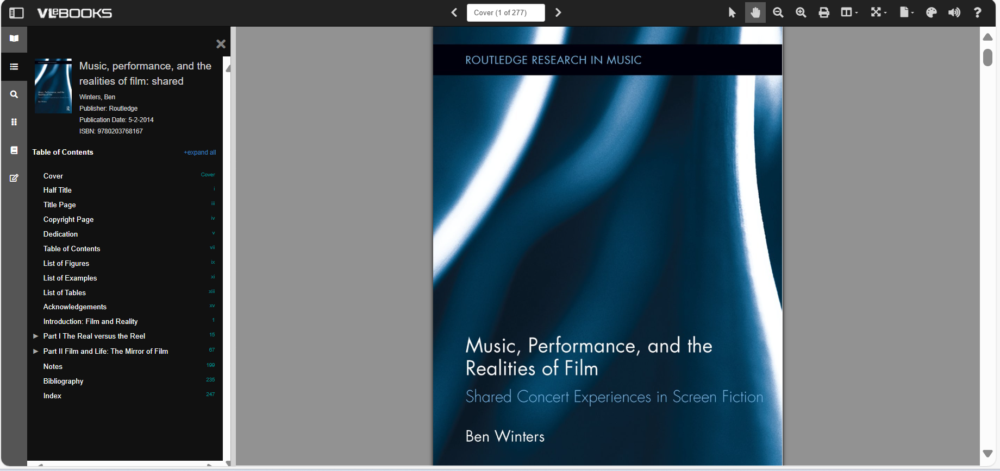 VLeBOOKS
Cover (1 of 277)
Music, performance, and the
realities of film: shared
Winters, Ben
Publisher: Routledge
Publication Date: 5-2-2014
ISBN: 9780203768167
Table of Contents +expand all
Cover Cover
Half Title i
Title Page iii
Copyright Page iv
Dedication v
Table of Contents vii
List of Figures ix
List of Examples xi
List of Tables xiii
Acknowledgements xv
Introduction: Film and Reality 1
Part I The Real versus the Reel 15
Part II Film and Life: The Mirror of Film 67
Notes 199
Bibliography 235
Index 247
ROUTLEDGE RESEARCH IN MUSIC
Music, Performance, and the
Realities of Film
Shared Concert Experiences in Screen Fiction
Ben Winters